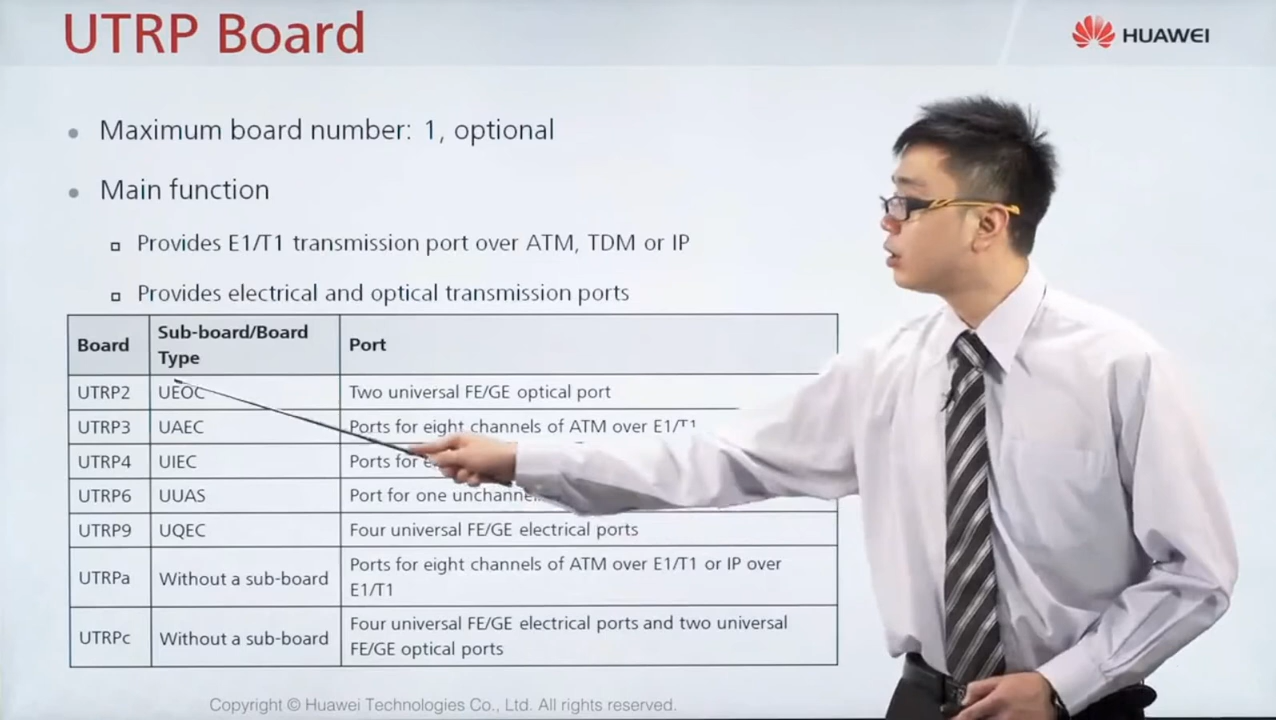 UTRP Board
HUAWEI
Maximum board number: 1, optional
Main function
Provides E1/T1 transmission port over ATM, TDM or IP
Provides electrical and optical transmission ports
Board Sub-board/Board Type Port
UTRP2 UEOC Two universal FE/GE optical port
UTRP3 UAEC Ports for eight channels of ATM over E1/T1
UTRP4 UIEC Ports for
UTRP6 UUAS Port for one
UTRP9 UQEC Four universal FE/GE electrical ports
UTRPa Without a sub-board Ports for eight channels of ATM over E1/T1 or IP over
E1/T1
UTRPc Without a sub-board Four universal FE/GE electrical ports and two universal
FE/GE optical ports
Copyright © Huawei Technologies Co., Ltd. All rights reserved.